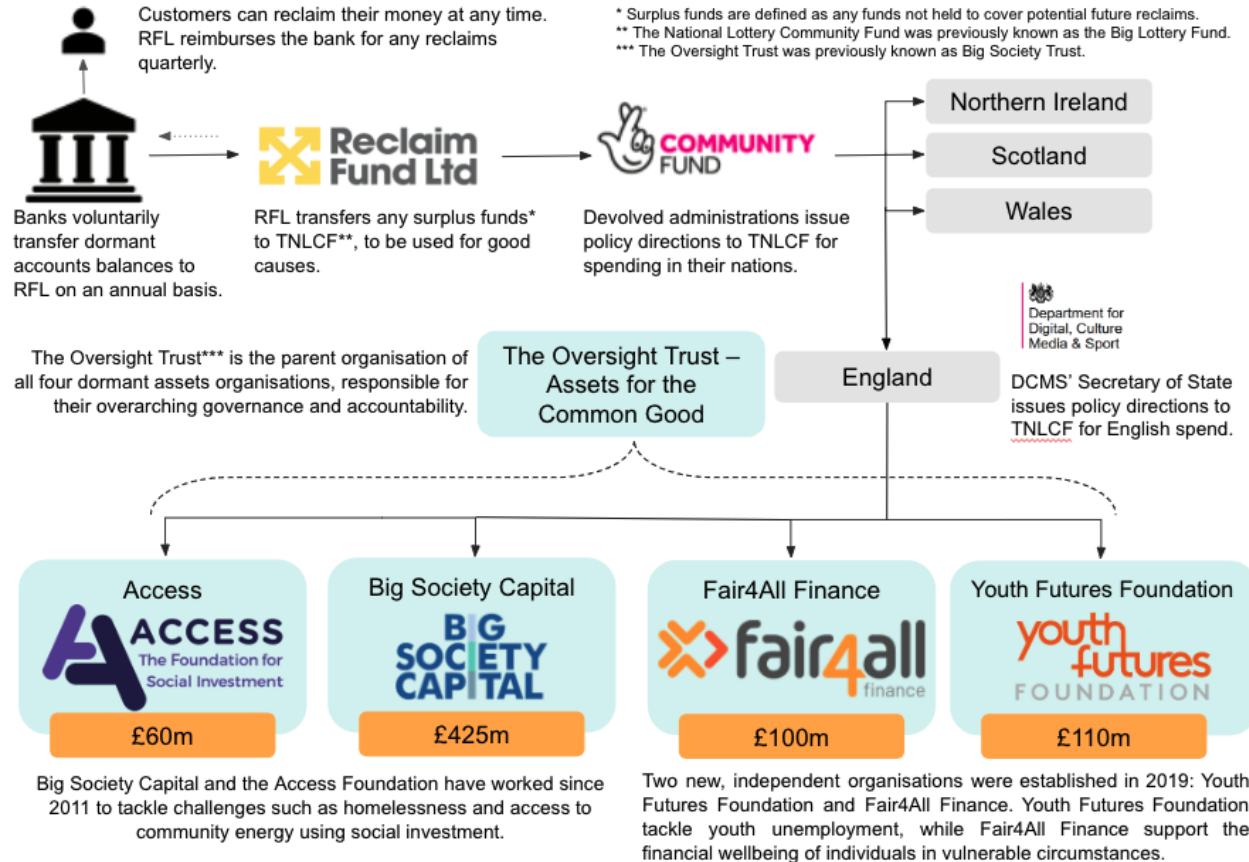 Customers can reclaim their money at any time.
RFL reimburses the bank for any reclaims
quarterly.
* Surplus funds are defined as any funds not held to cover potential future reclaims.
** The National Lottery Community Fund was previously known as the Big Lottery Fund.
*** The Oversight Trust was previously known as Big Society Trust.
Reclaim
Fund Ltd
COMMUNITY
FUND
Northern Ireland
Scotland
Wales
Banks voluntarily
transfer dormant
accounts balances to
RFL on an annual basis.
RFL transfers any surplus funds*
to TNLCF**, to be used for good
causes.
Devolved administrations issue
policy directions to TNLCF for
spending in their nations.
Department for
Digital, Culture
Media & Sport
The Oversight Trust*** is the parent organisation of
all four dormant assets organisations, responsible for
their overarching governance and accountability.
The Oversight Trust –
Assets for the
Common Good
England
DCMS' Secretary of State
issues policy directions to
TNLCF for English spend.
Access
ACCESS
The Foundation for
Social Investment
£60m
Big Society Capital
BIG
SOCIETY
CAPITAL
£425m
Fair4All Finance
fair4all
finance
£100m
Youth Futures Foundation
youth
futures
FOUNDATION
£110m
Big Society Capital and the Access Foundation have worked since
2011 to tackle challenges such as homelessness and access to
community energy using social investment.
Two new, independent organisations were established in 2019: Youth
Futures Foundation and Fair4All Finance. Youth Futures Foundation
tackle youth unemployment, while Fair4All Finance support the
financial wellbeing of individuals in vulnerable circumstances.